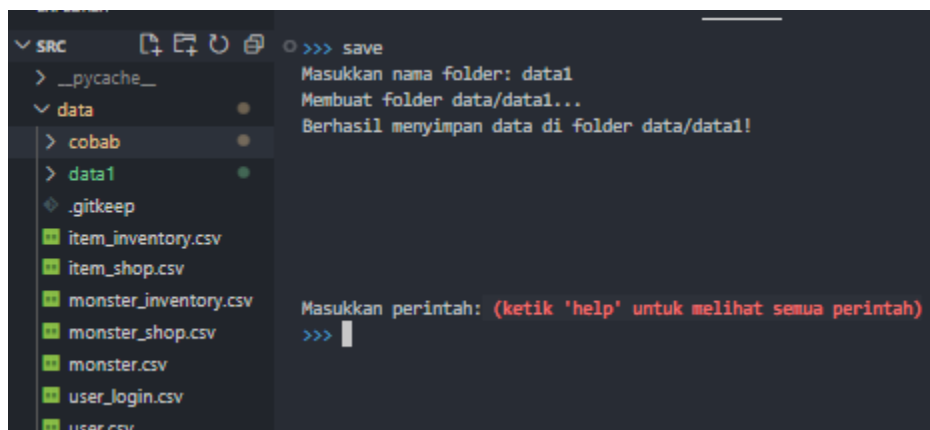 SRC
__pycache__
data
cobab
data1
.gitkeep
item_inventory.csv
item_shop.csv
monster_inventory.csv
monster_shop.csv
monster.csv
user_login.csv
user.csv
>>> save
Masukkan nama folder: data1
Membuat folder data/data1...
Berhasil menyimpan data di folder data/data1!
Masukkan perintah: (ketik 'help' untuk melihat semua perintah)
>>>